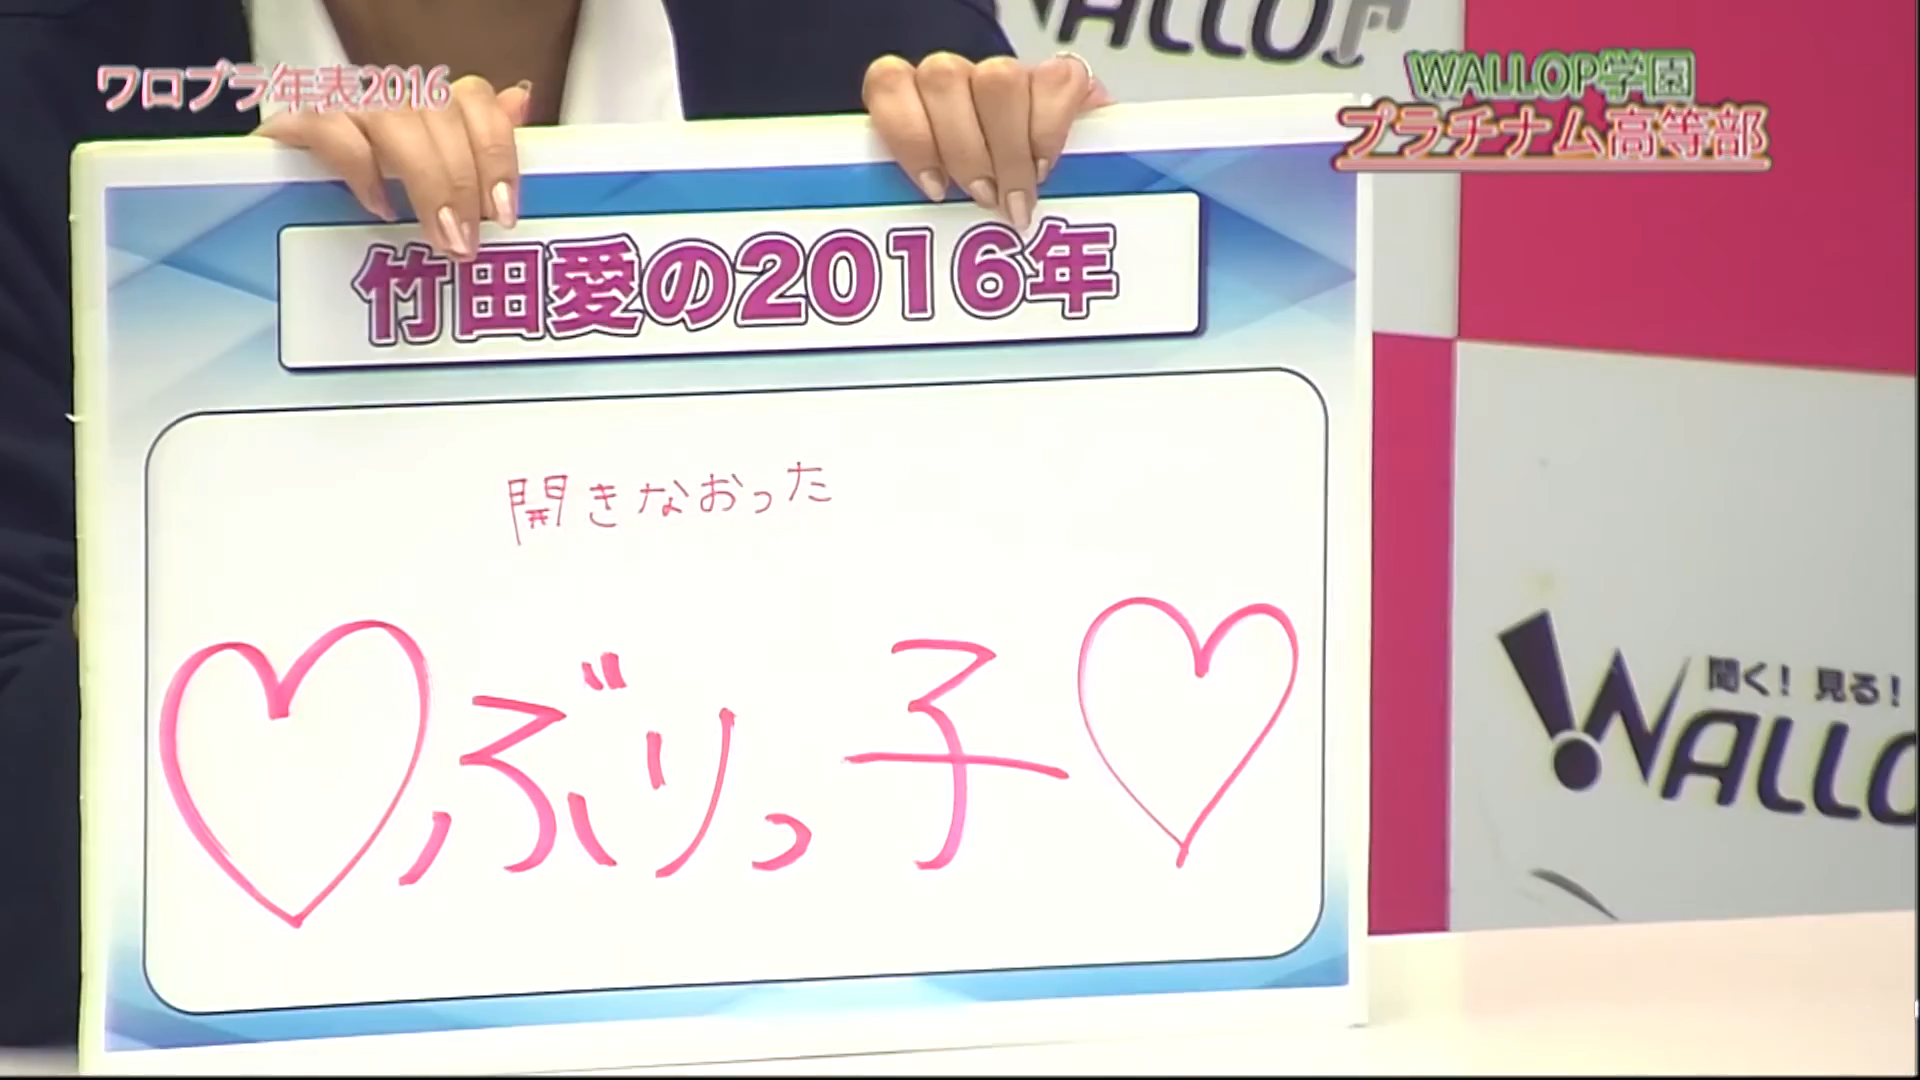 ワロプラ年表2016
WALLOP
WALLOP学園
プラチナム高等部
竹田愛の2016年
開きなおった
♡ぶりっ子♡
聞く!見る!
WALLO